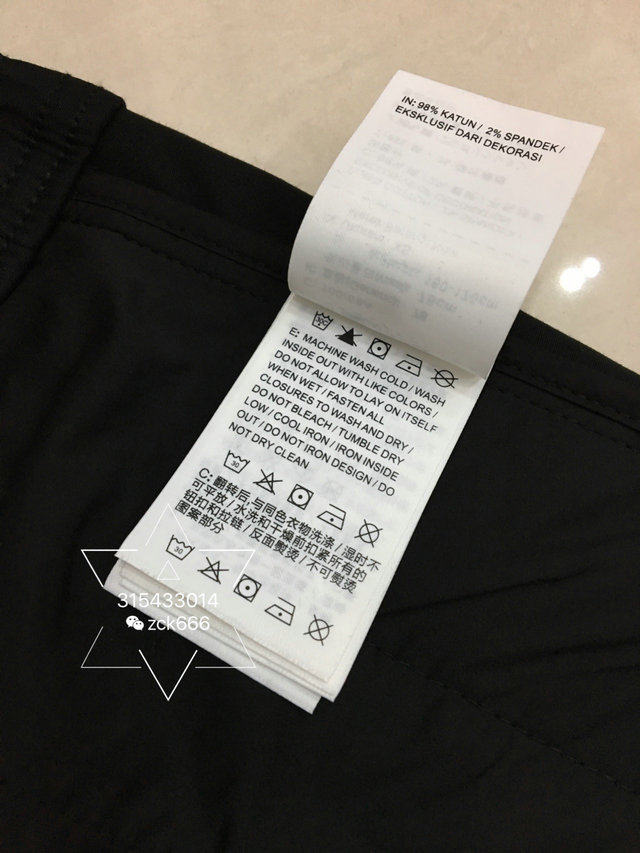 IN: 98% KATUN / 2% SPANDEK /
EKSKLUSIF DARI DEKORASI
E: MACHINE WASH COLD / WASH
INSIDE OUT WITH LIKE COLORS /
DO NOT ALLOW TO LAY ON ITSELF
WHEN WET / FASTEN ALL
CLOSURES TO WASH AND DRY /
DO NOT BLEACH / TUMBLE DRY
LOW / COOL IRON / IRON INSIDE
OUT / DO NOT IRON DESIGN / DO
NOT DRY CLEAN
30
C: 翻转后与同色衣物洗涤 / 湿时不
可平放 / 水洗和干燥前扣紧所有的
钮扣和拉链 / 反面熨烫 / 不可熨烫
图案部分
30
315433014
zck666